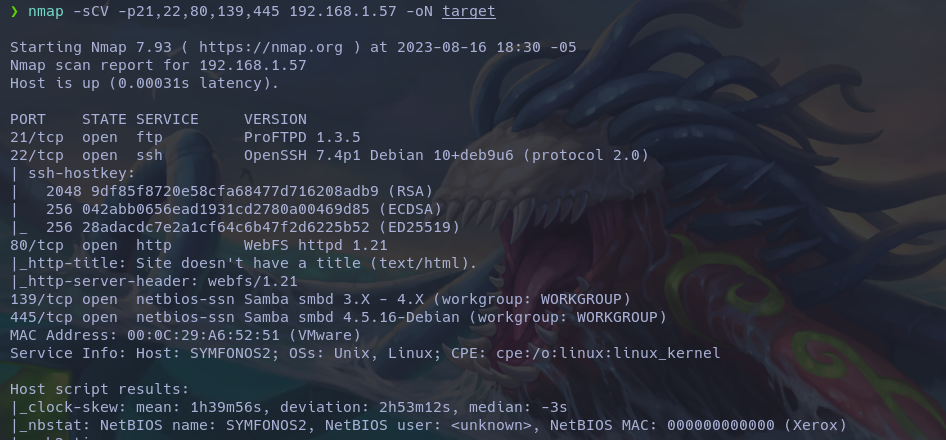 ❯ nmap -sCV -p21,22,80,139,445 192.168.1.57 -oN target
Starting Nmap 7.93 ( https://nmap.org ) at 2023-08-16 18:30 -05
Nmap scan report for 192.168.1.57
Host is up (0.00031s latency).
PORT STATE SERVICE VERSION
21/tcp open ftp ProFTPD 1.3.5
22/tcp open ssh OpenSSH 7.4p1 Debian 10+deb9u6 (protocol 2.0)
| ssh-hostkey:
| 2048 9df85f8720e58cfa68477d716208adb9 (RSA)
| 256 042abb0656ead1931cd2780a00469d85 (ECDSA)
|_ 256 28adacdc7e2a1cf64c6b47f2d6225b52 (ED25519)
80/tcp open http WebFS httpd 1.21
|_http-title: Site doesn't have a title (text/html).
|_http-server-header: webfs/1.21
139/tcp open netbios-ssn Samba smbd 3.X - 4.X (workgroup: WORKGROUP)
445/tcp open netbios-ssn Samba smbd 4.5.16-Debian (workgroup: WORKGROUP)
MAC Address: 00:0C:29:A6:52:51 (VMware)
Service Info: Host: SYMFONOS2; OSs: Unix, Linux; CPE: cpe:/o:linux:linux_kernel
Host script results:
|_clock-skew: mean: 1h39m56s, deviation: 2h53m12s, median: -3s
|_nbstat: NetBIOS name: SYMFONOS2, NetBIOS user: <unknown>, NetBIOS MAC: 000000000000 (Xerox)